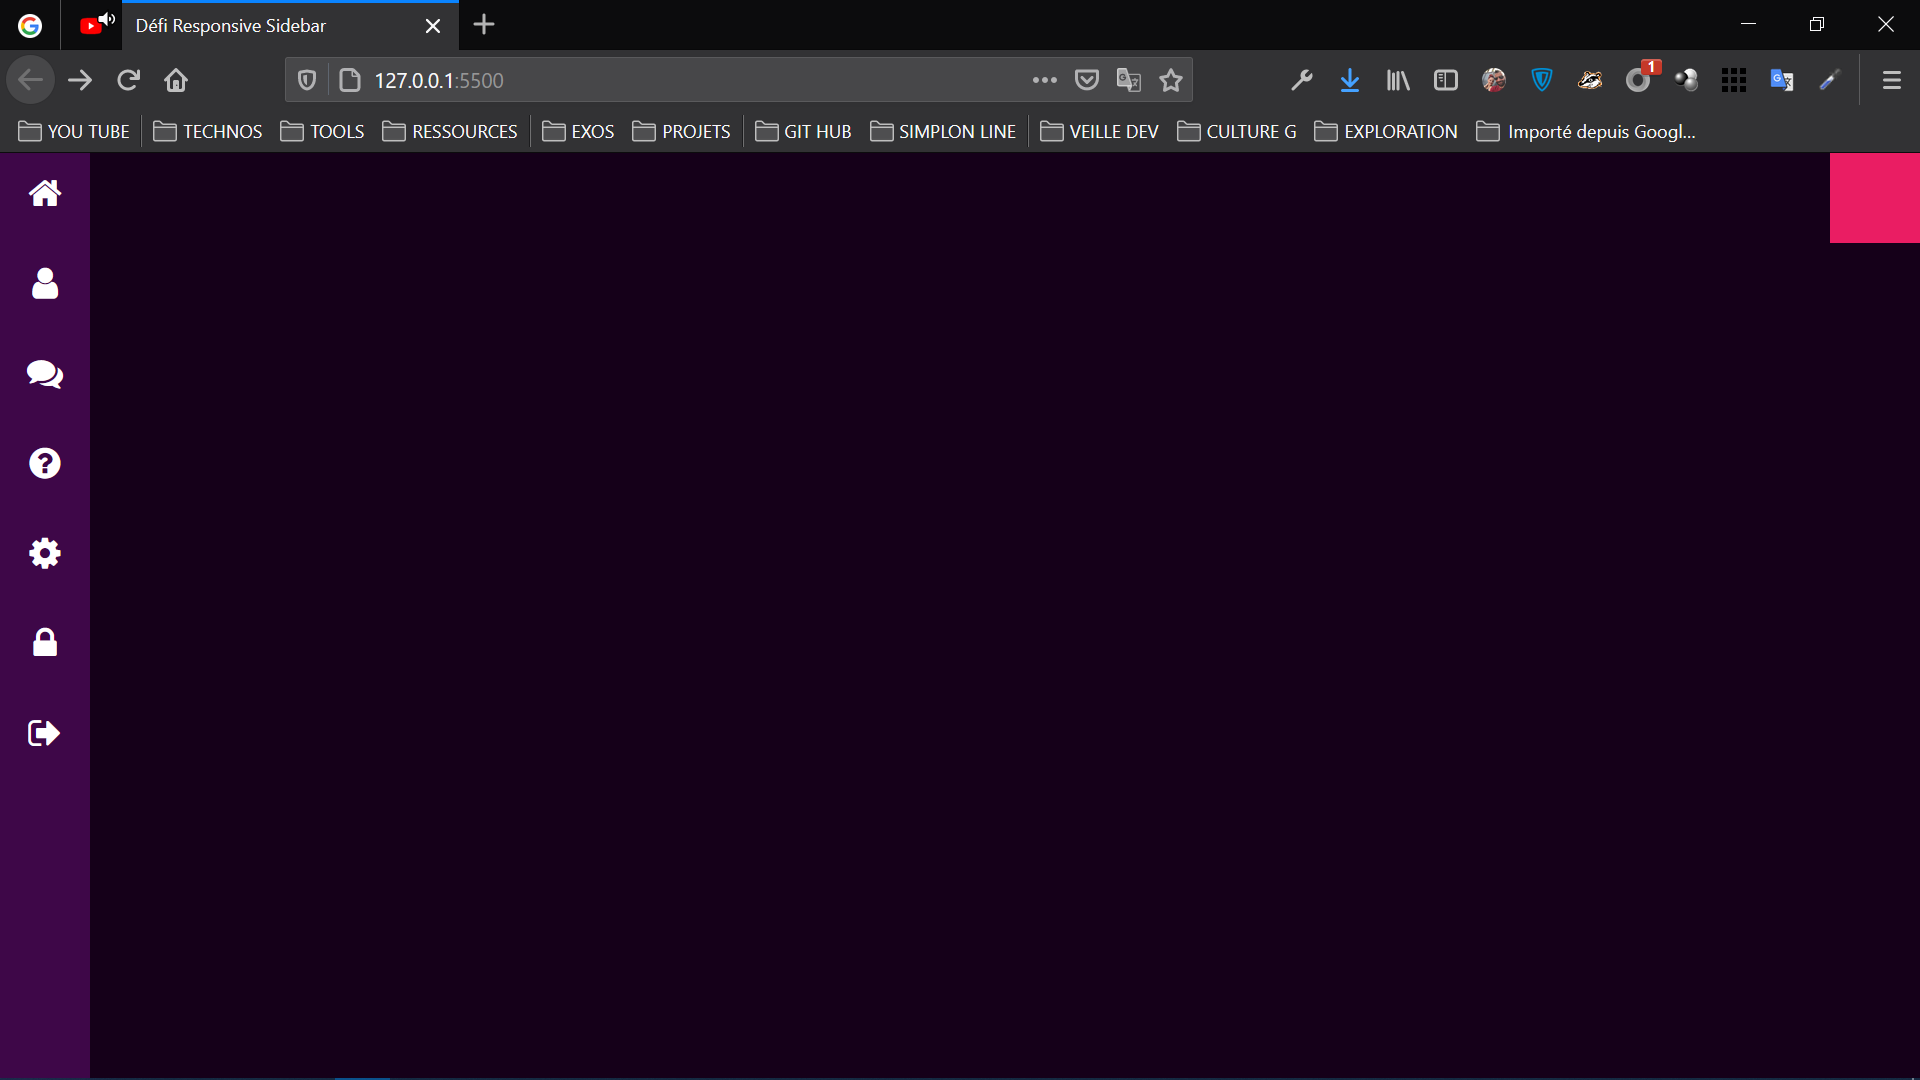 Défi Responsive Sidebar
127.0.0.1:5500
1
YOU TUBE TECHNOS TOOLS RESSOURCES EXOS PROJETS GIT HUB SIMPLON LINE VEILLE DEV CULTURE G EXPLORATION Importé depuis Googl...